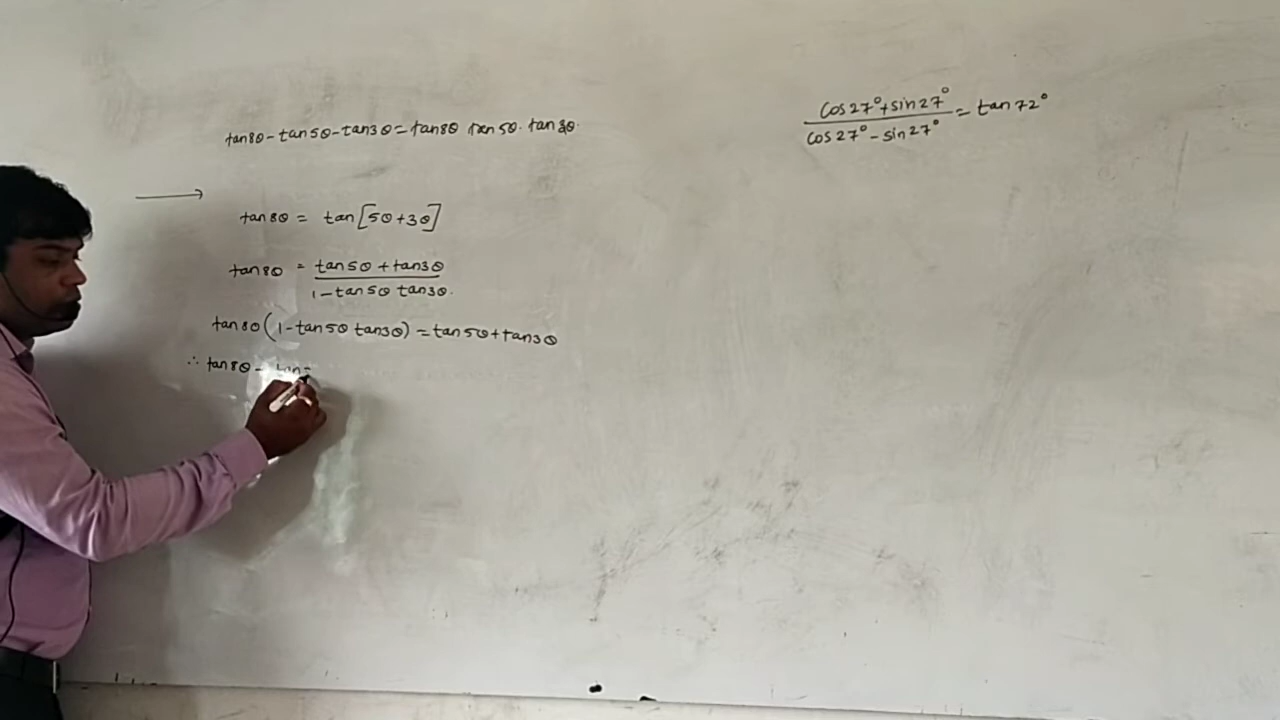 tan8θ - tan5θ - tan3θ = tan8θ tan5θ. tan3θ.
→
tan8θ = tan[5θ+3θ]
tan8θ = tan5θ + tan3θ
1 - tan5θ tan3θ.
tan8θ(1 - tan5θ tan3θ) = tan5θ + tan3θ
∴ tan8θ - tan
cos27° + sin27° = tan72°
cos27° - sin27°